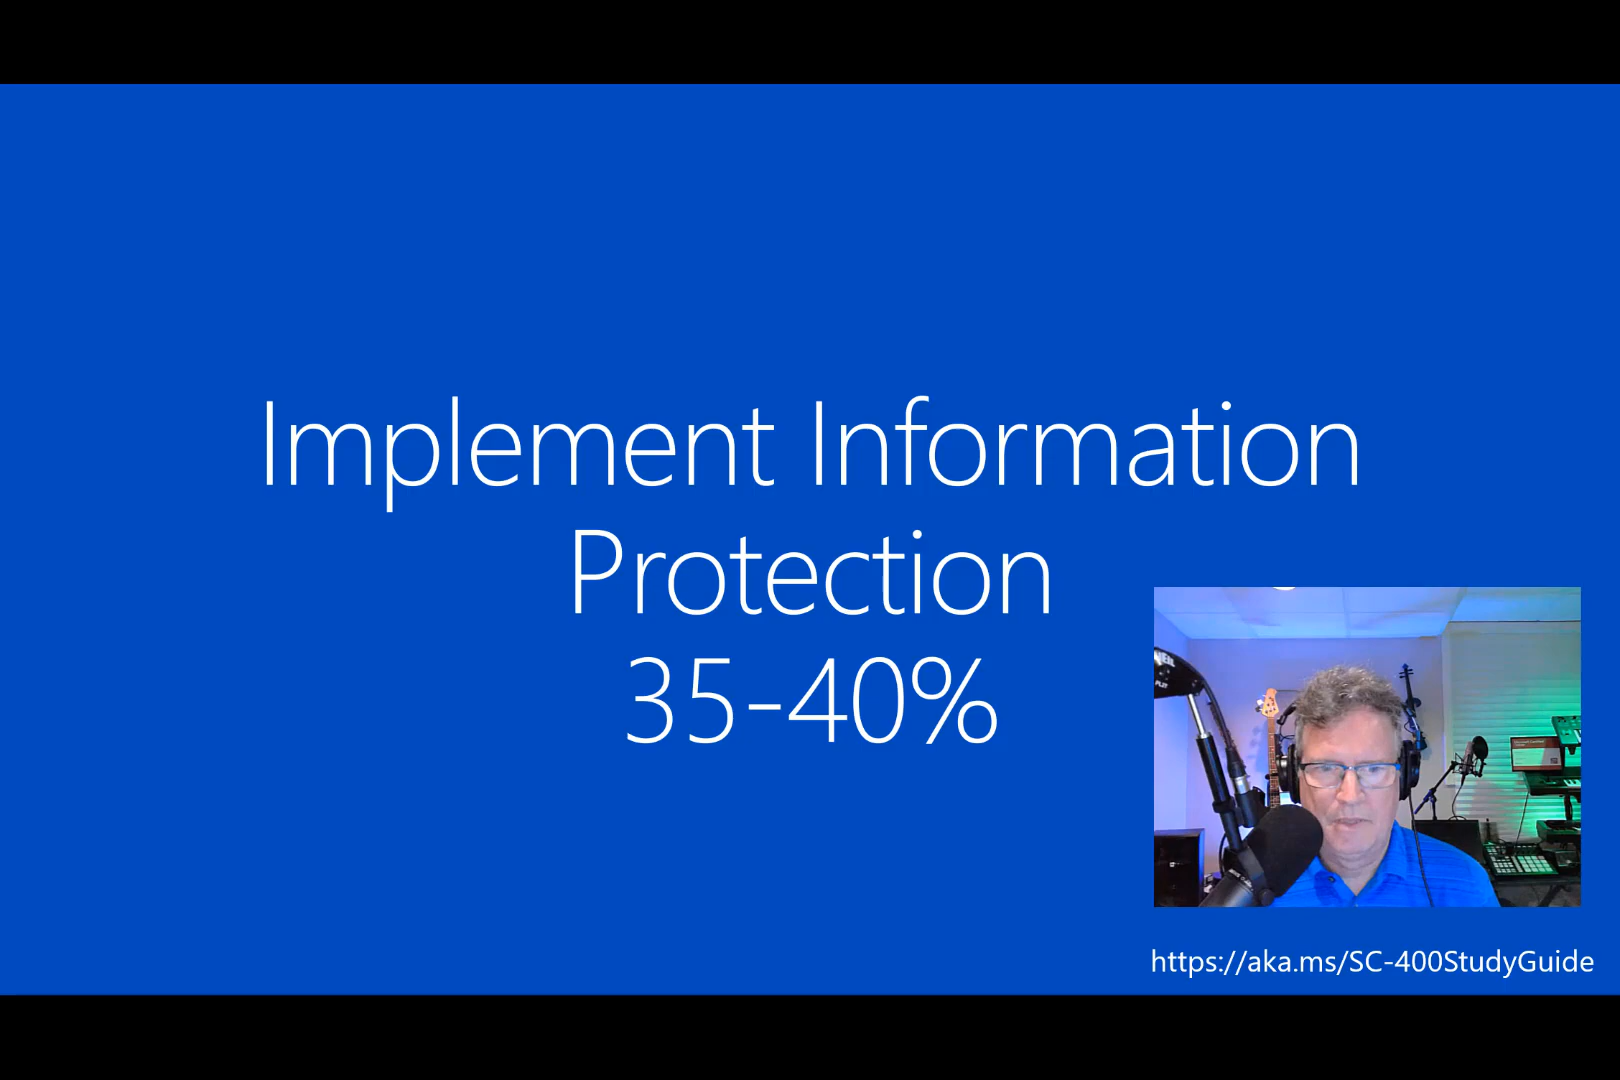 Implement Information
Protection
35-40%
https://aka.ms/SC-400StudyGuide